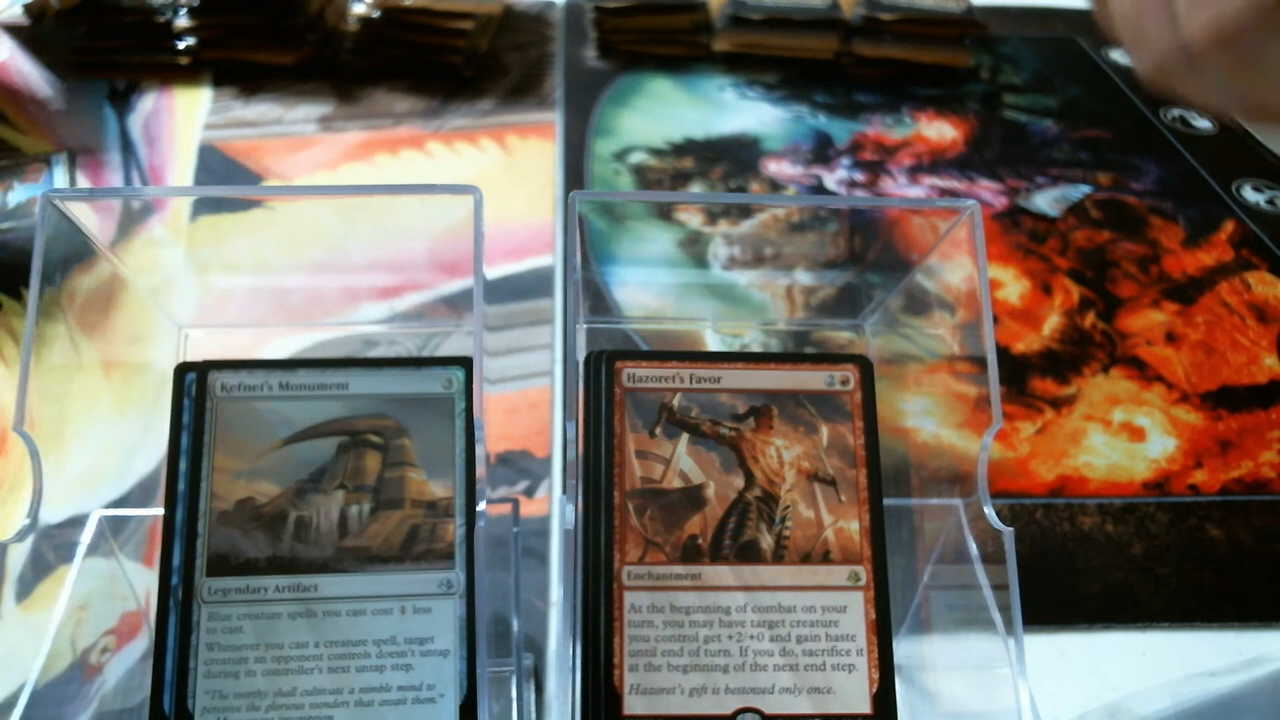 Kefnet's Monument 3
Legendary Artifact
Blue creature spells you cast cost 1 less
to cast.
Whenever you cast a creature spell, target
creature an opponent controls doesn't untap
during its controller's next untap step.
"The worthy shall cultivate a nimble mind to
perceive the glorious wonders that await them."
Hazoret's Favor 2
Enchantment
At the beginning of combat on your
turn, you may have target creature
you control get +2/+0 and gain haste
until end of turn. If you do, sacrifice it
at the beginning of the next end step.
Hazoret's gift is bestowed only once.